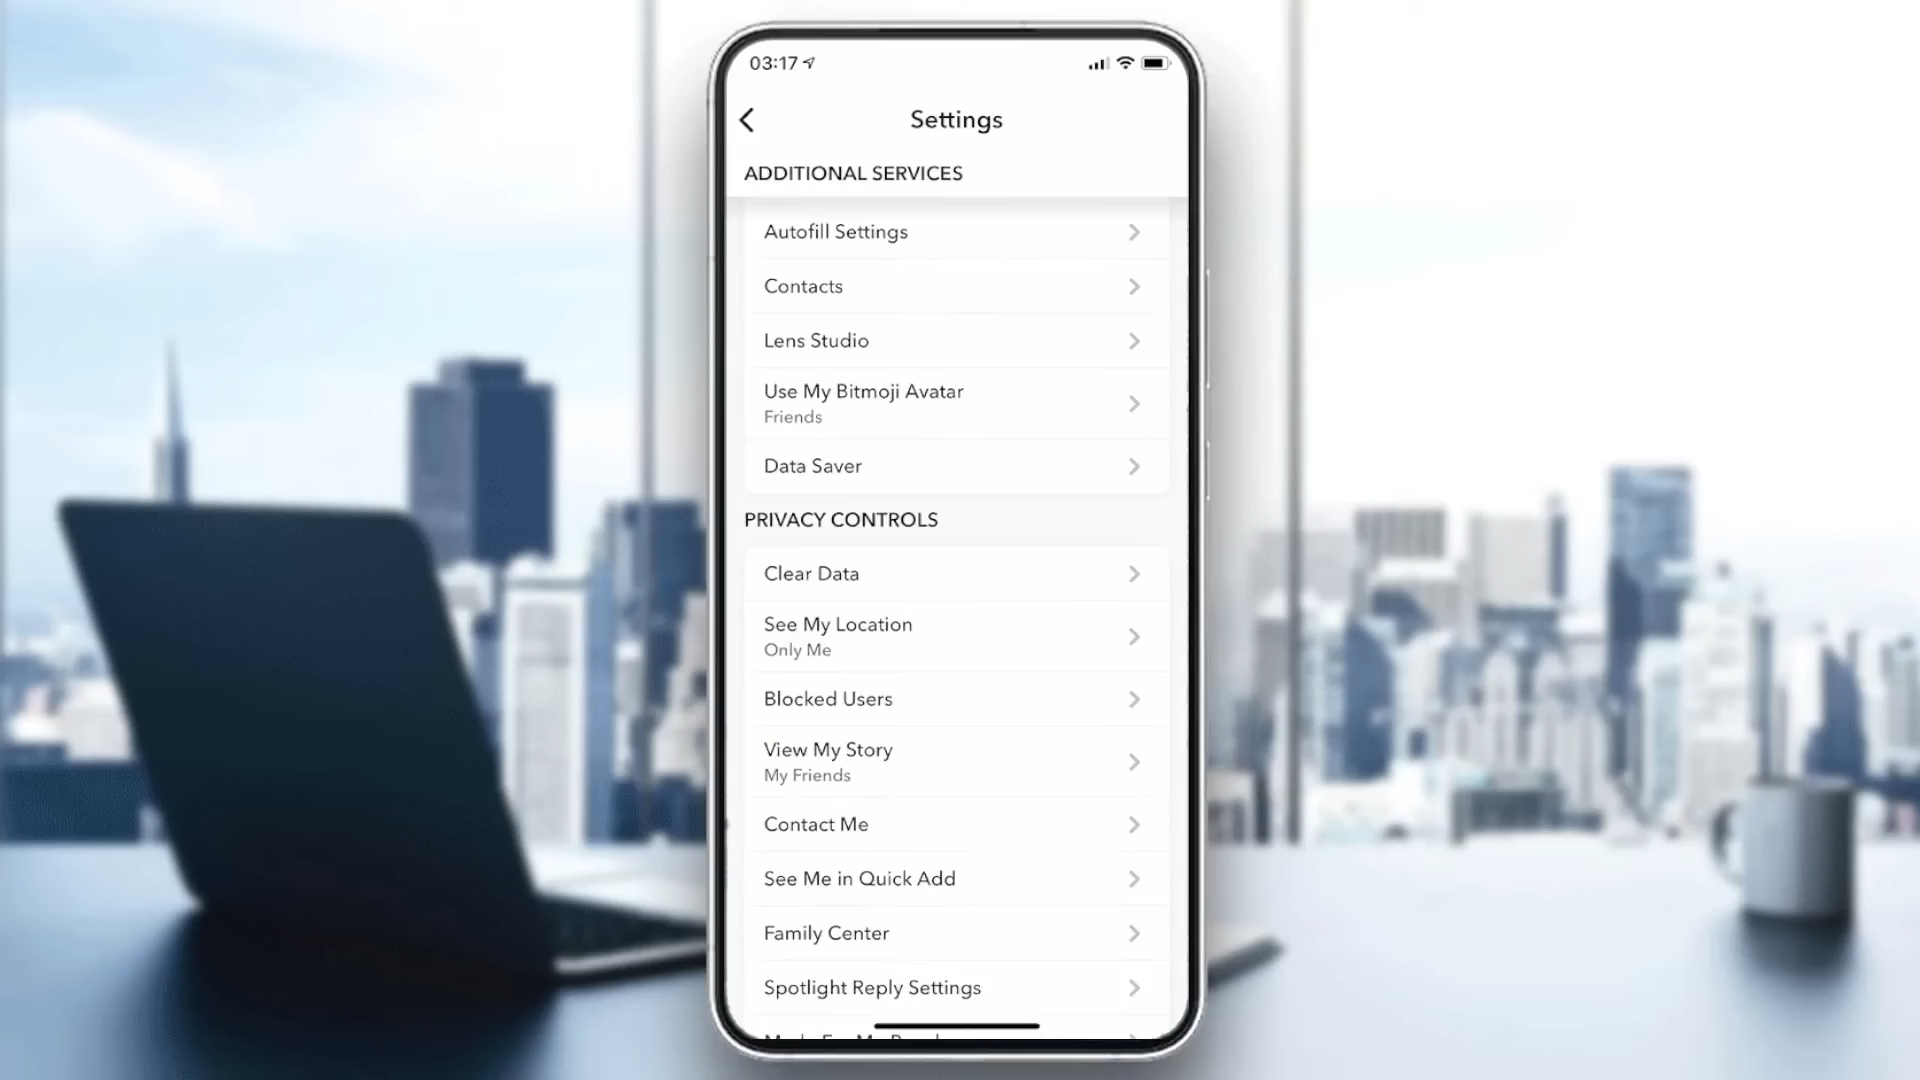 03:17
Settings
ADDITIONAL SERVICES
Autofill Settings
Contacts
Lens Studio
Use My Bitmoji Avatar
Friends
Data Saver
PRIVACY CONTROLS
Clear Data
See My Location
Only Me
Blocked Users
View My Story
My Friends
Contact Me
See Me in Quick Add
Family Center
Spotlight Reply Settings